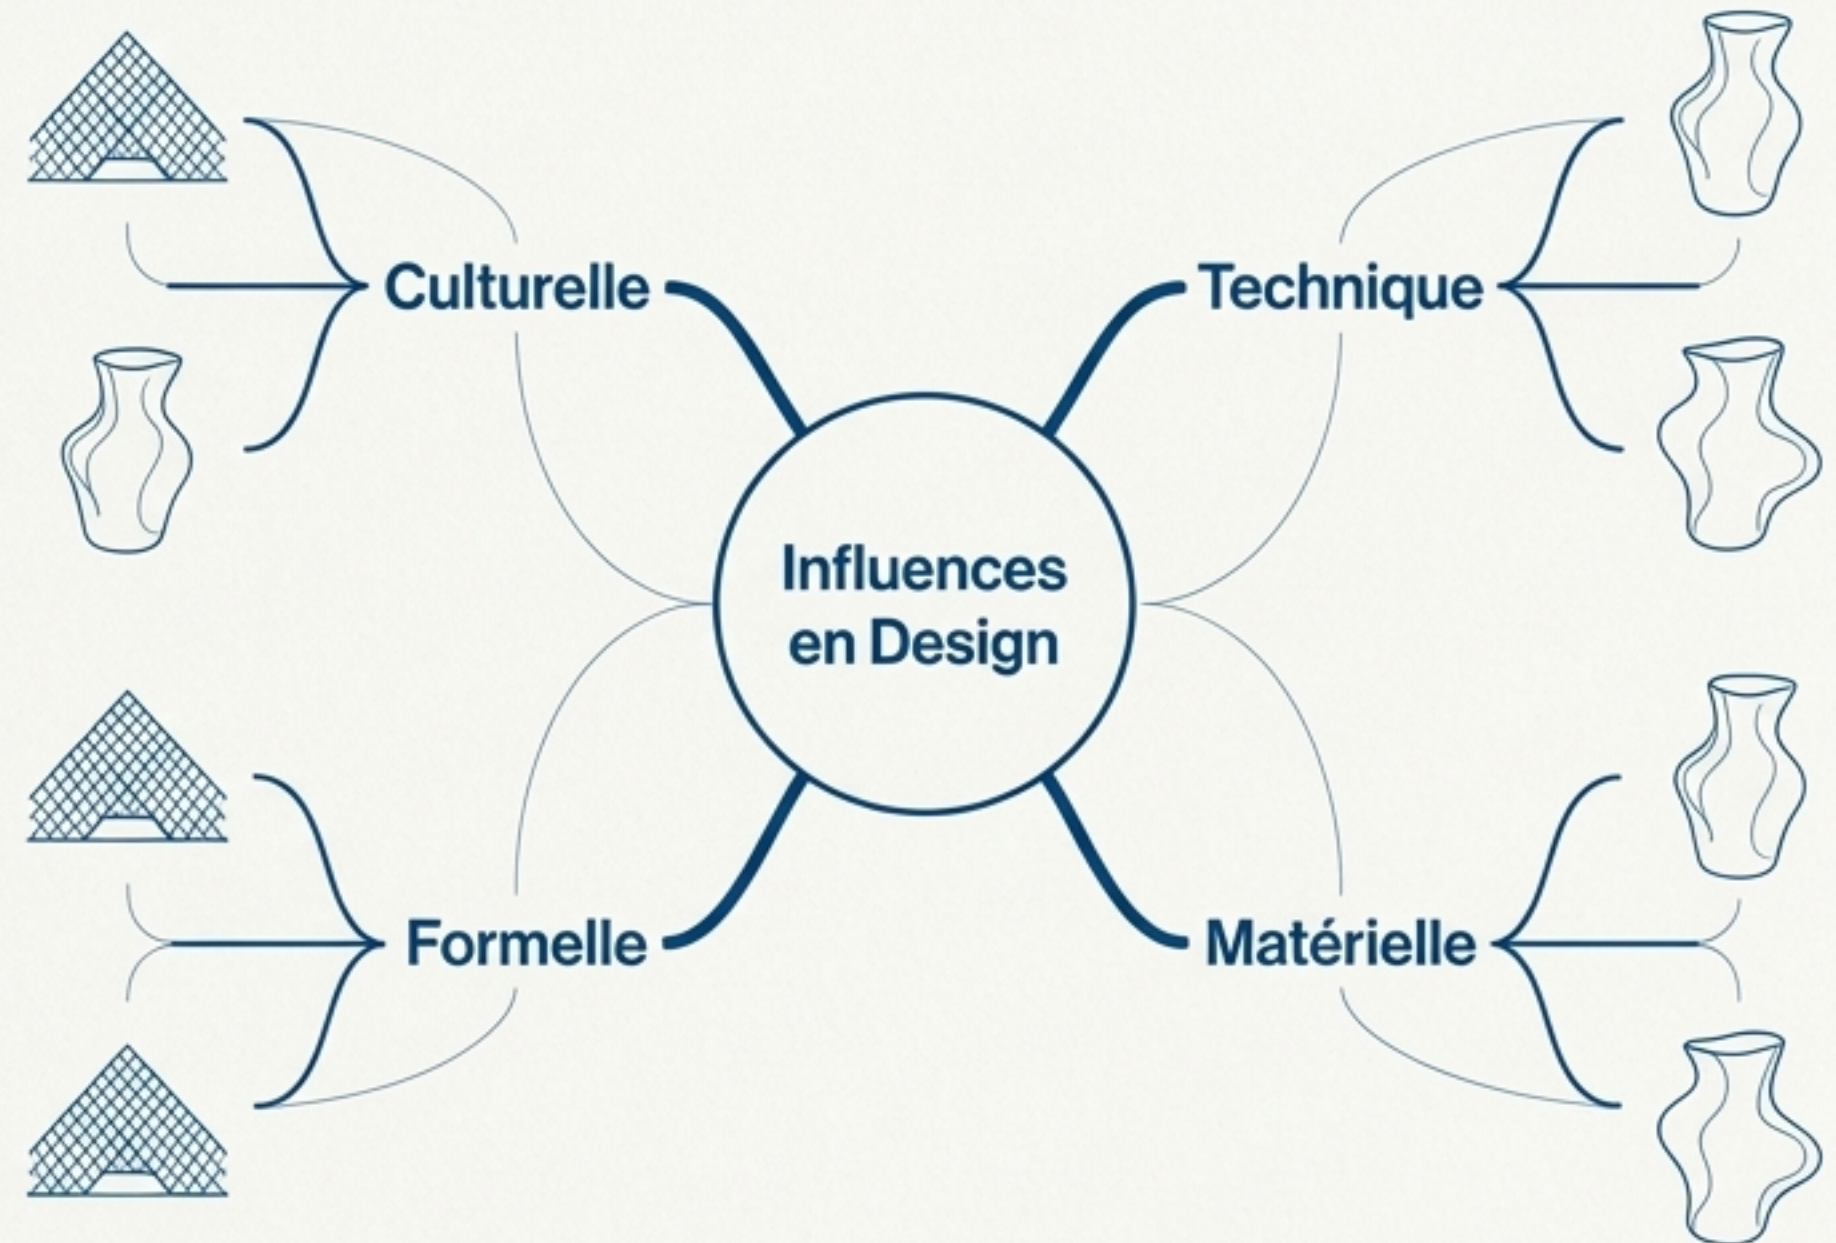 Culturelle
Technique
Influences
en Design
Formelle
Matérielle